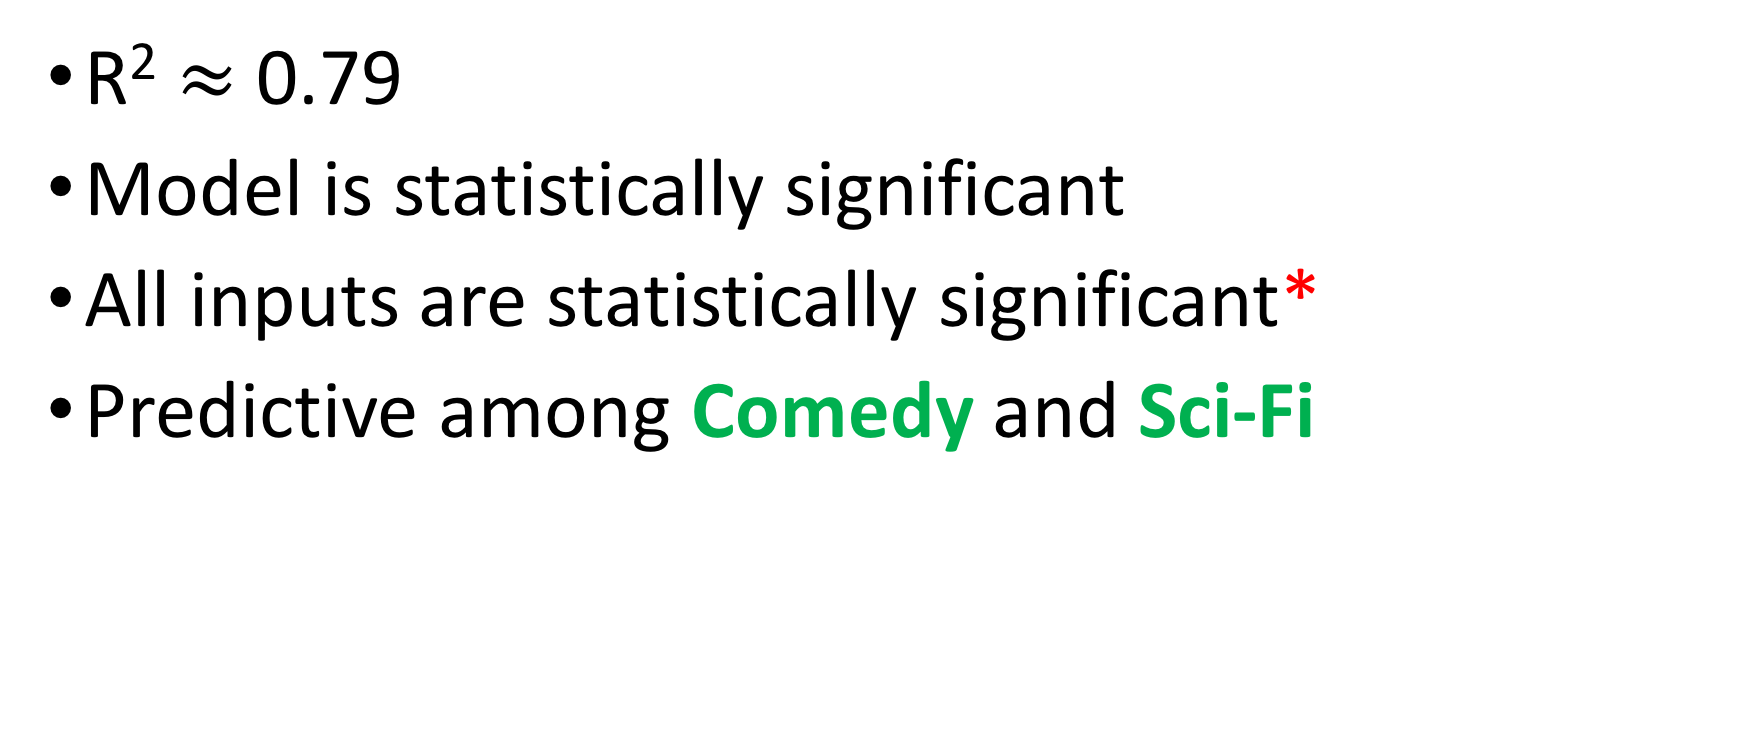 • R² ≈ 0.79
• Model is statistically significant
• All inputs are statistically significant*
• Predictive among Comedy and Sci-Fi